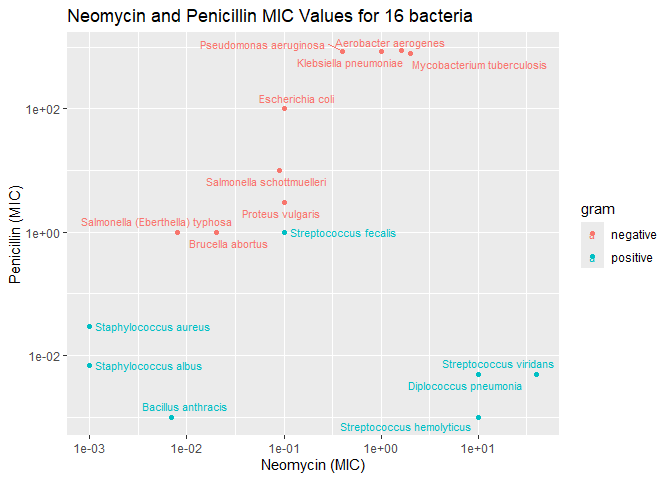 Neomycin and Penicillin MIC Values for 16 bacteria
Pseudomonas aeruginosa
Aerobacter aerogenes
Klebsiella pneumoniae
Mycobacterium tuberculosis
1e+02
Escherichia coli
Salmonella schottmuelleri
Proteus vulgaris
Salmonella (Eberthella) typhosa
1e+00
Streptococcus fecalis
Brucella abortus
Penicillin (MIC)
gram
negative
positive
Staphylococcus aureus
1e-02
Staphylococcus albus
Streptococcus viridans
Diplococcus pneumonia
Bacillus anthracis
Streptococcus hemolyticus
1e-03
1e-02
1e-01
1e+00
1e+01
Neomycin (MIC)